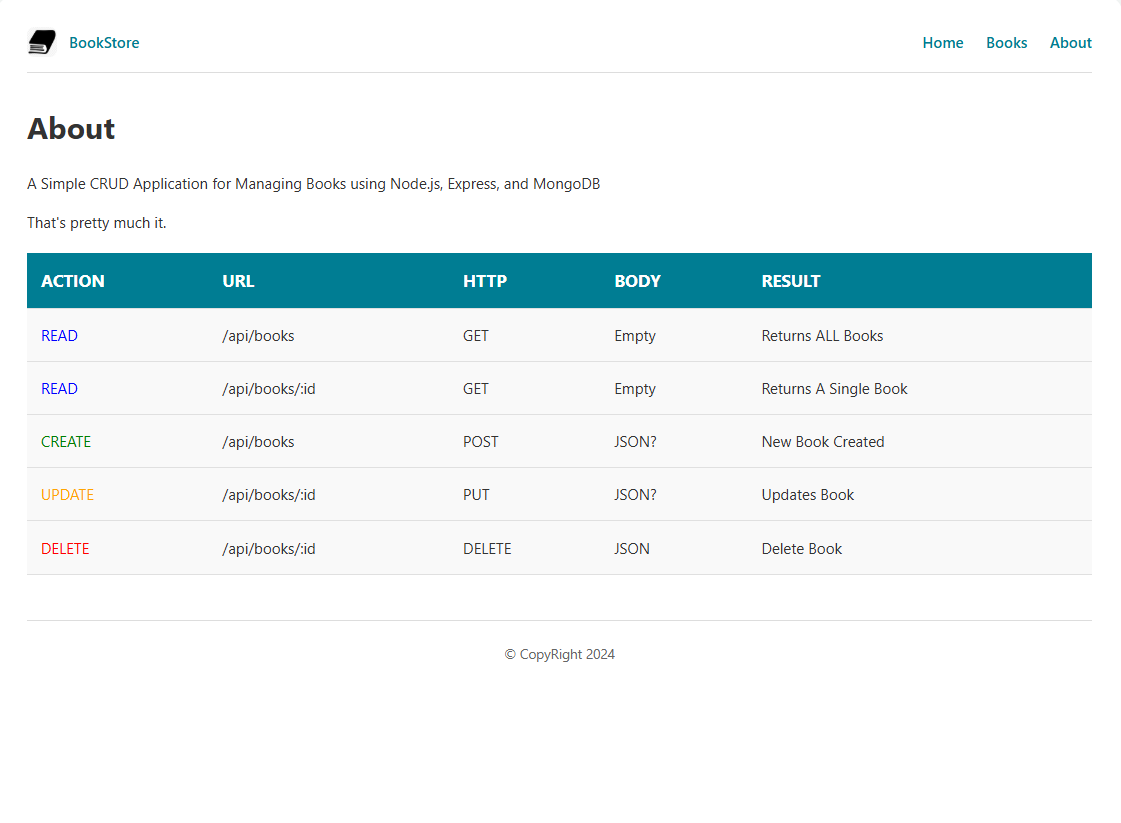 BookStore Home Books About
About
A Simple CRUD Application for Managing Books using Node.js, Express, and MongoDB
That's pretty much it.
ACTION URL HTTP BODY RESULT
READ /api/books GET Empty Returns ALL Books
READ /api/books/:id GET Empty Returns A Single Book
CREATE /api/books POST JSON? New Book Created
UPDATE /api/books/:id PUT JSON? Updates Book
DELETE /api/books/:id DELETE JSON Delete Book
© CopyRight 2024